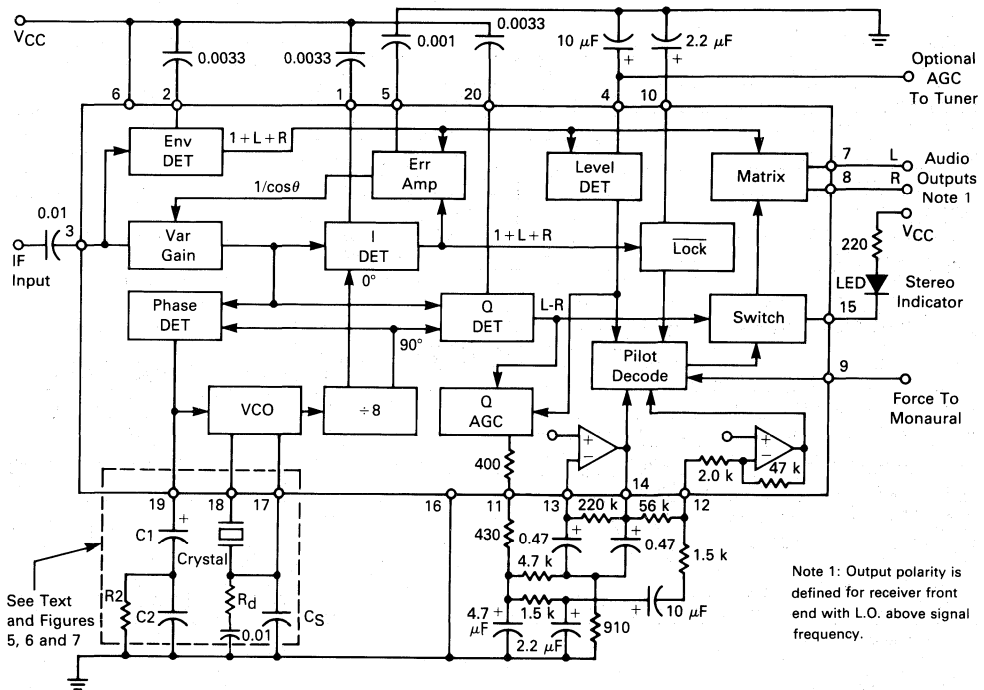 VCC
0.0033
0.0033
0.001
0.0033
10 µF
+
2.2 µF
+
Optional
AGC
To Tuner
6
2
1
5
20
4
10
Env
DET
1+L+R
Err
Amp
1/cosθ
Level
DET
Matrix
7
L
8
R
Audio
Outputs
Note 1
VCC
220
LED
Stereo
Indicator
15
0.01
3
IF
Input
Var
Gain
I
DET
1+L+R
Lock
0°
Phase
DET
90°
Q
DET
L-R
Switch
Pilot
Decode
9
Force To
Monaural
VCO
÷8
Q
AGC
400
+
−
+
−
2.0 k
47 k
19
18
17
16
11
13
14
12
220 k
56 k
C1
+
Crystal
430
0.47
+
+
0.47
4.7 k
1.5 k
See Text
and Figures
5, 6 and 7
R2
C2
Rd
0.01
CS
4.7
µF
+
1.5 k
+
2.2 µF
910
+
10 µF
Note 1: Output polarity is
defined for receiver front
end with L.O. above signal
frequency.